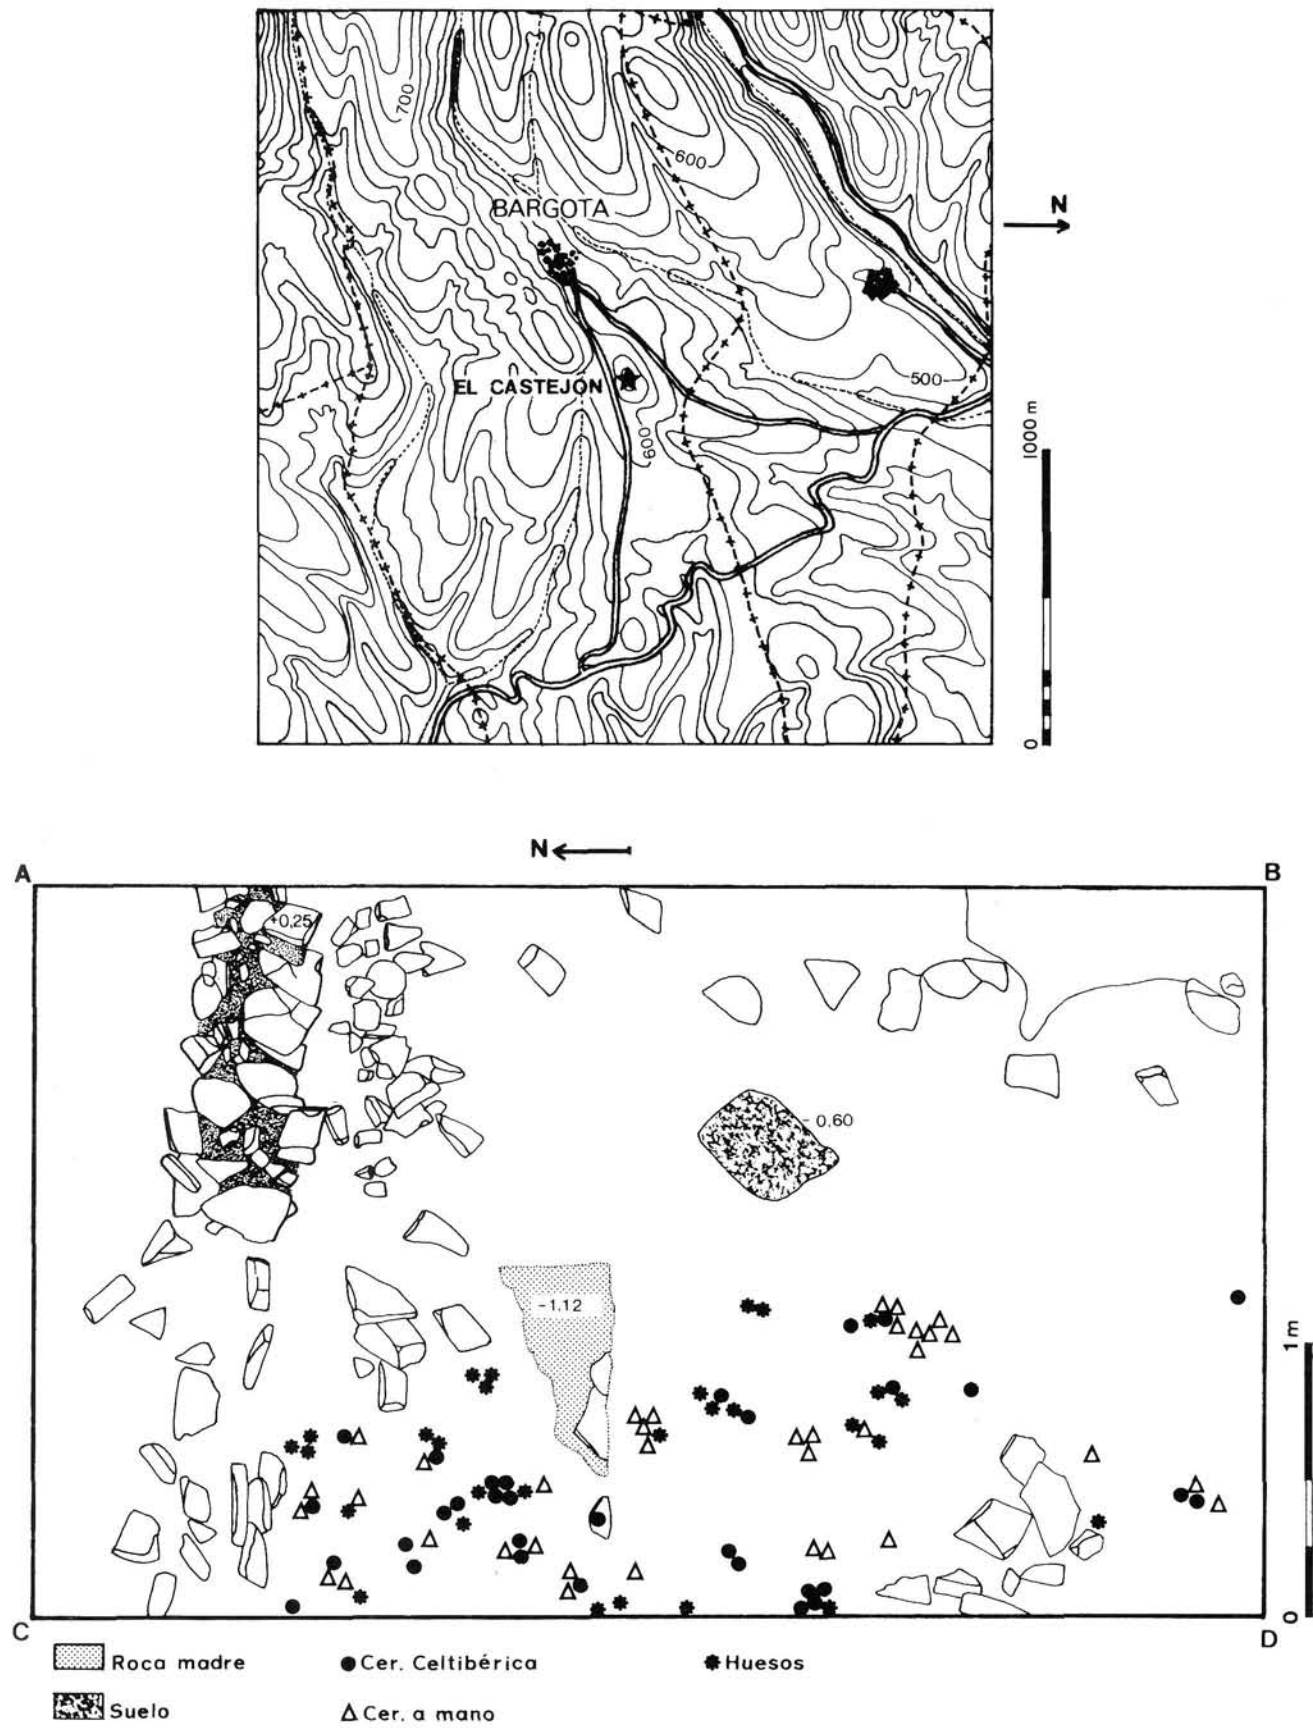 700
600
BARGOTA
N
500
EL CASTEJON
600
1000 m
0
N
A
B
+0,25
- 0,60
-1,12
1 m
0
C
D
Roca madre
Cer. Celtibérica
Huesos
Suelo
Cer. a mano